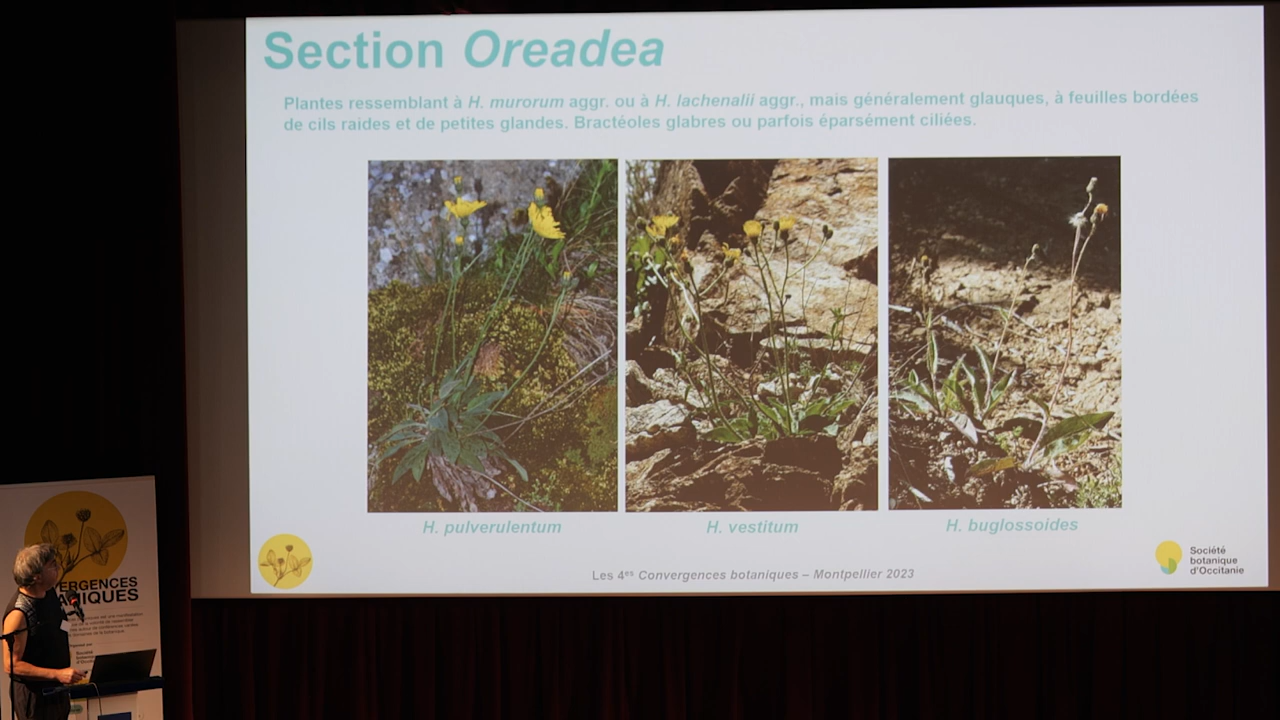 Section Oreadea
Plantes ressemblant à H. murorum aggr. ou à H. lachenalii aggr., mais généralement glauques, à feuilles bordées
de cils raides et de petites glandes. Bractéoles glabres ou parfois éparsément ciliées.
H. pulverulentum
H. vestitum
H. buglossoides
Les 4es Convergences botaniques – Montpellier 2023
Société
botanique
d'Occitanie